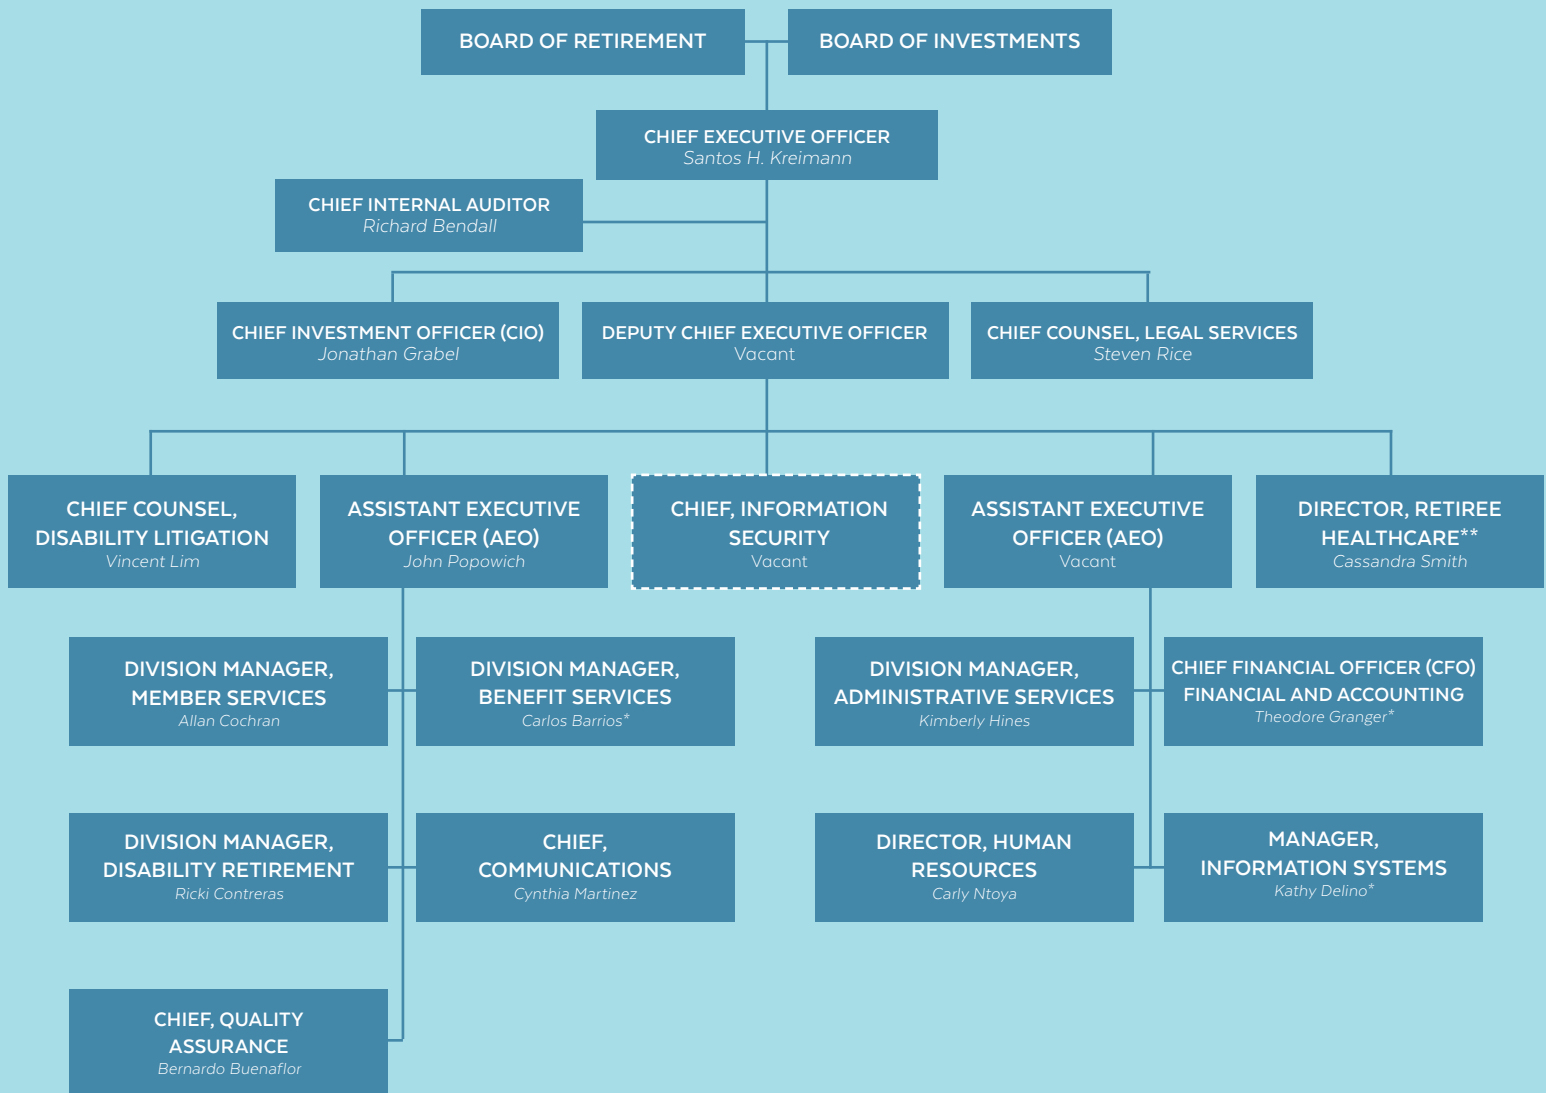 BOARD OF RETIREMENT
BOARD OF INVESTMENTS
CHIEF EXECUTIVE OFFICER
Santos H. Kreimann
CHIEF INTERNAL AUDITOR
Richard Bendall
CHIEF INVESTMENT OFFICER (CIO)
Jonathan Grabel
DEPUTY CHIEF EXECUTIVE OFFICER
Vacant
CHIEF COUNSEL, LEGAL SERVICES
Steven Rice
CHIEF COUNSEL,
DISABILITY LITIGATION
Vincent Lim
ASSISTANT EXECUTIVE
OFFICER (AEO)
John Popowich
CHIEF, INFORMATION
SECURITY
Vacant
ASSISTANT EXECUTIVE
OFFICER (AEO)
Vacant
DIRECTOR, RETIREE
HEALTHCARE**
Cassandra Smith
DIVISION MANAGER,
MEMBER SERVICES
Allan Cochran
DIVISION MANAGER,
BENEFIT SERVICES
Carlos Barrios*
DIVISION MANAGER,
ADMINISTRATIVE SERVICES
Kimberly Hines
CHIEF FINANCIAL OFFICER (CFO)
FINANCIAL AND ACCOUNTING
Theodore Granger*
DIVISION MANAGER,
DISABILITY RETIREMENT
Ricki Contreras
CHIEF,
COMMUNICATIONS
Cynthia Martinez
DIRECTOR, HUMAN
RESOURCES
Carly Ntoya
MANAGER,
INFORMATION SYSTEMS
Kathy Delino*
CHIEF, QUALITY
ASSURANCE
Bernardo Buenaflor